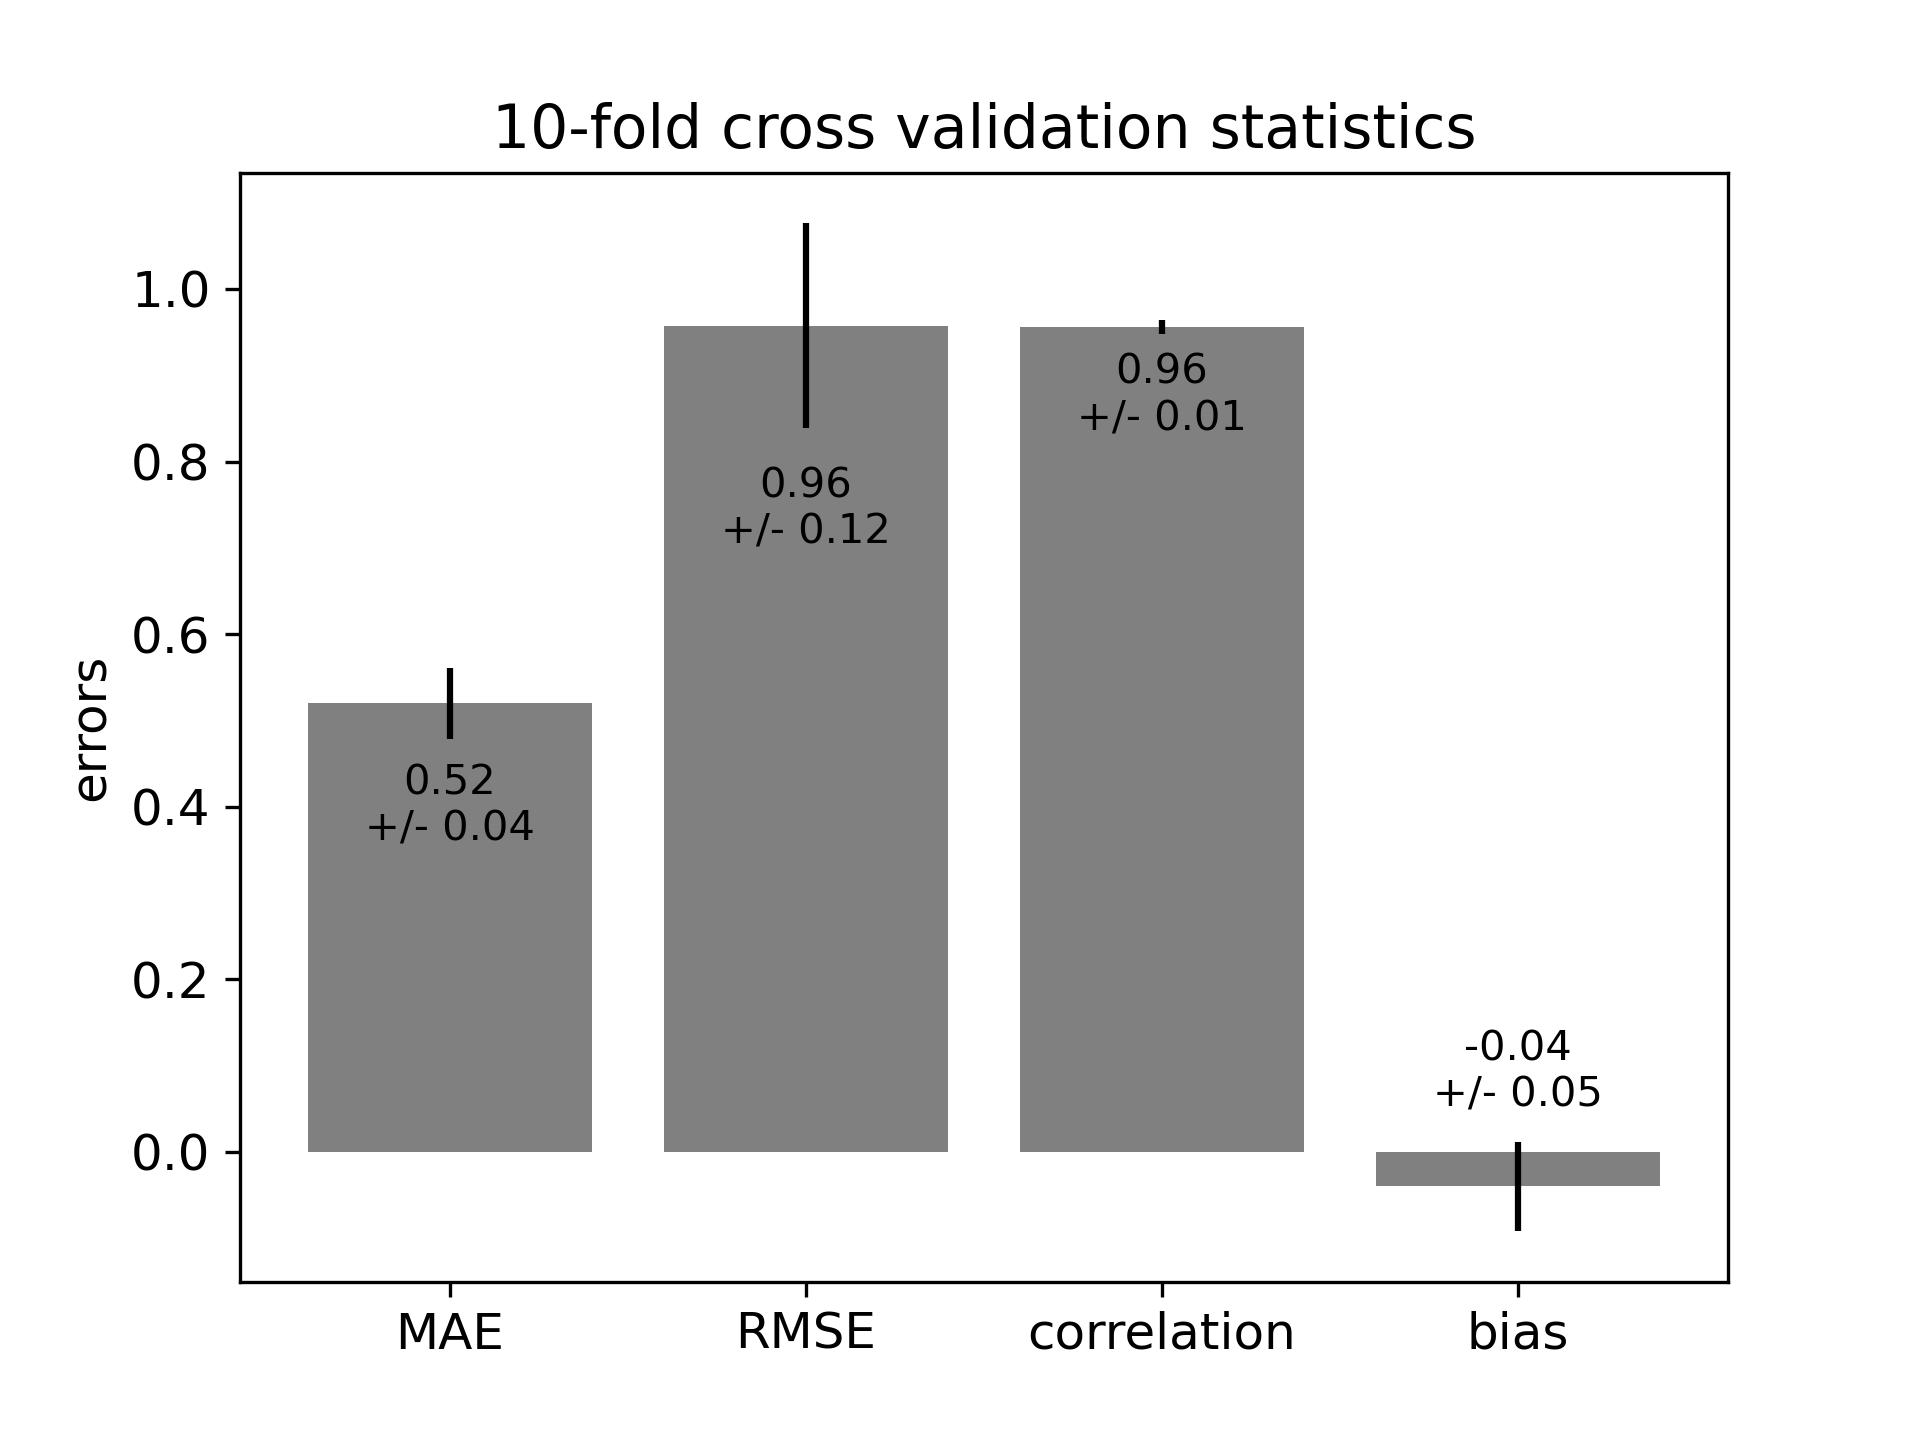 10-fold cross validation statistics
1.0
0.8
0.6
0.4
0.2
0.0
errors
0.52
+/- 0.04
0.96
+/- 0.12
0.96
+/- 0.01
-0.04
+/- 0.05
MAE
RMSE
correlation
bias